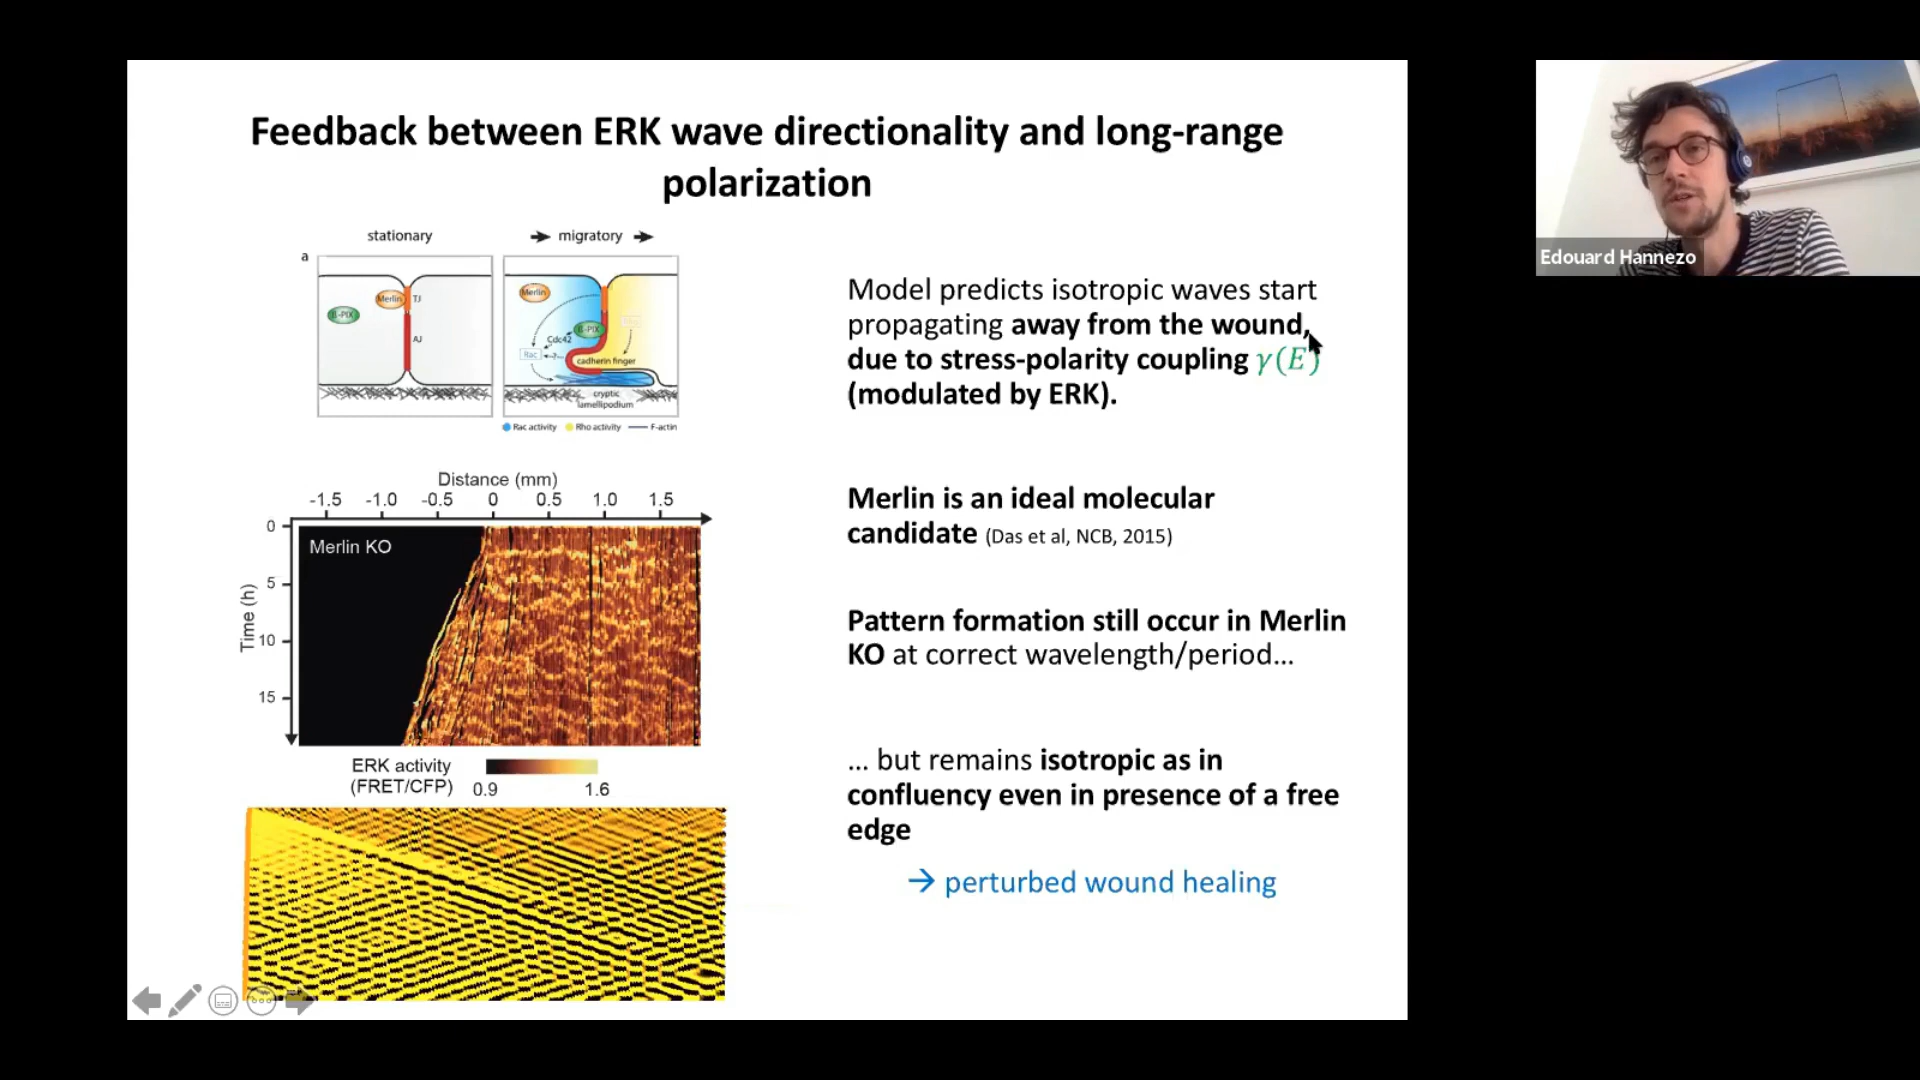 Feedback between ERK wave directionality and long-range
polarization
stationary
migratory
a
Merlin
TJ
β-PIX
AJ
Merlin
β-PIX
Cdc42
Rac
?
cadherin finger
cryptic
lamellipodium
Rac activity
Rho activity
F-actin
Distance (mm)
-1.5 -1.0 -0.5 0 0.5 1.0 1.5
Time (h)
0
5
10
15
Merlin KO
ERK activity
(FRET/CFP)
0.9
1.6
Model predicts isotropic waves start
propagating away from the wound,
due to stress-polarity coupling γ(E)
(modulated by ERK).
Merlin is an ideal molecular
candidate (Das et al, NCB, 2015)
Pattern formation still occur in Merlin
KO at correct wavelength/period...
... but remains isotropic as in
confluency even in presence of a free
edge
→ perturbed wound healing
Edouard Hannezo